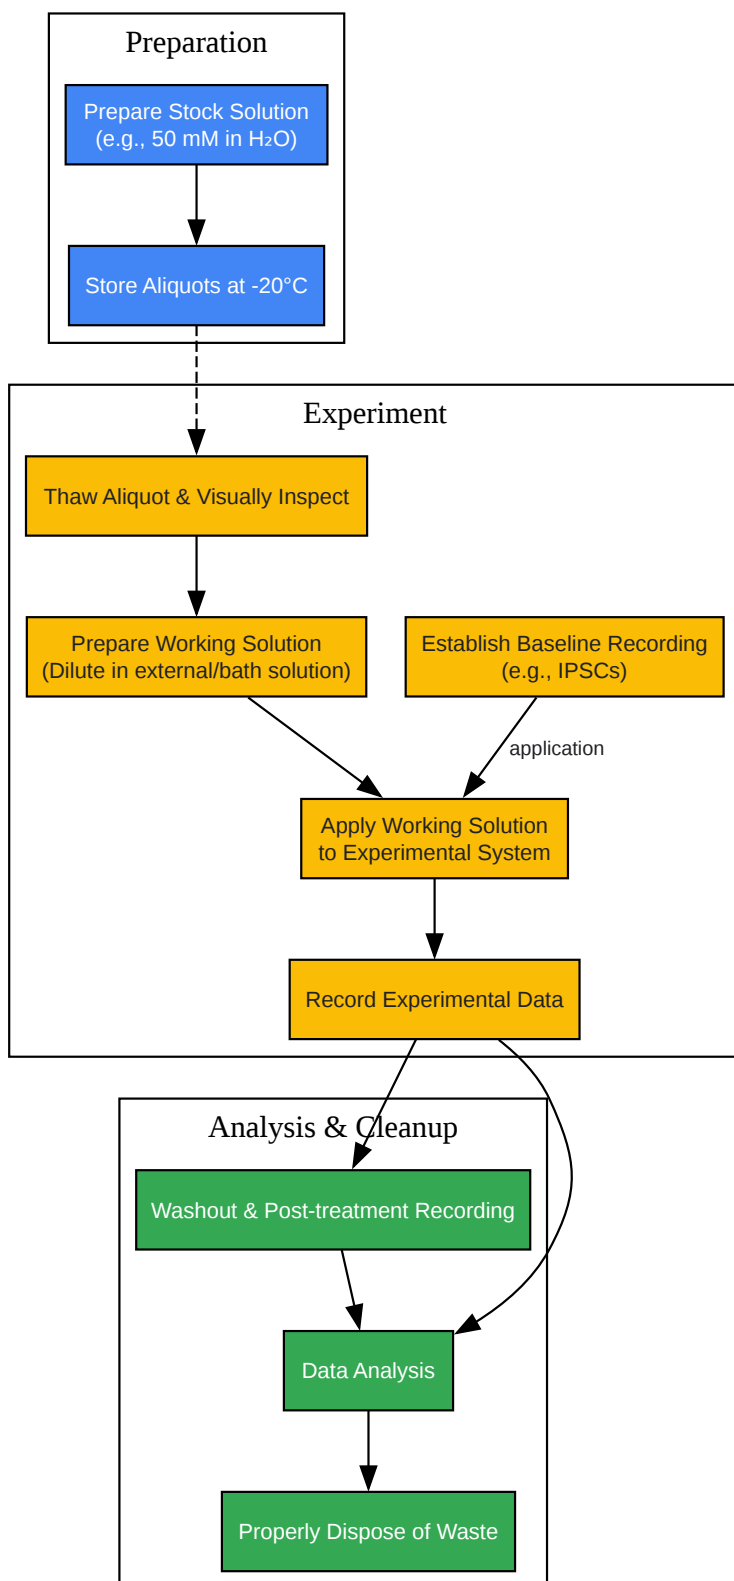 Preparation
Prepare Stock Solution
(e.g., 50 mM in H₂O)
Store Aliquots at -20°C
Experiment
Thaw Aliquot & Visually Inspect
Prepare Working Solution
(Dilute in external/bath solution)
Establish Baseline Recording
(e.g., IPSCs)
application
Apply Working Solution
to Experimental System
Record Experimental Data
Analysis & Cleanup
Washout & Post-treatment Recording
Data Analysis
Properly Dispose of Waste